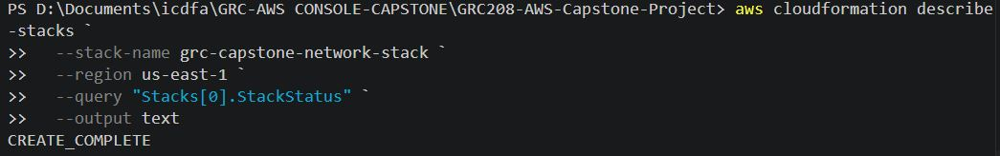 PS D:\Documents\icdfa\GRC-AWS CONSOLE-CAPSTONE\GRC208-AWS-Capstone-Project> aws cloudformation describe
-stacks `
>>   --stack-name grc-capstone-network-stack `
>>   --region us-east-1 `
>>   --query "Stacks[0].StackStatus" `
>>   --output text
CREATE_COMPLETE